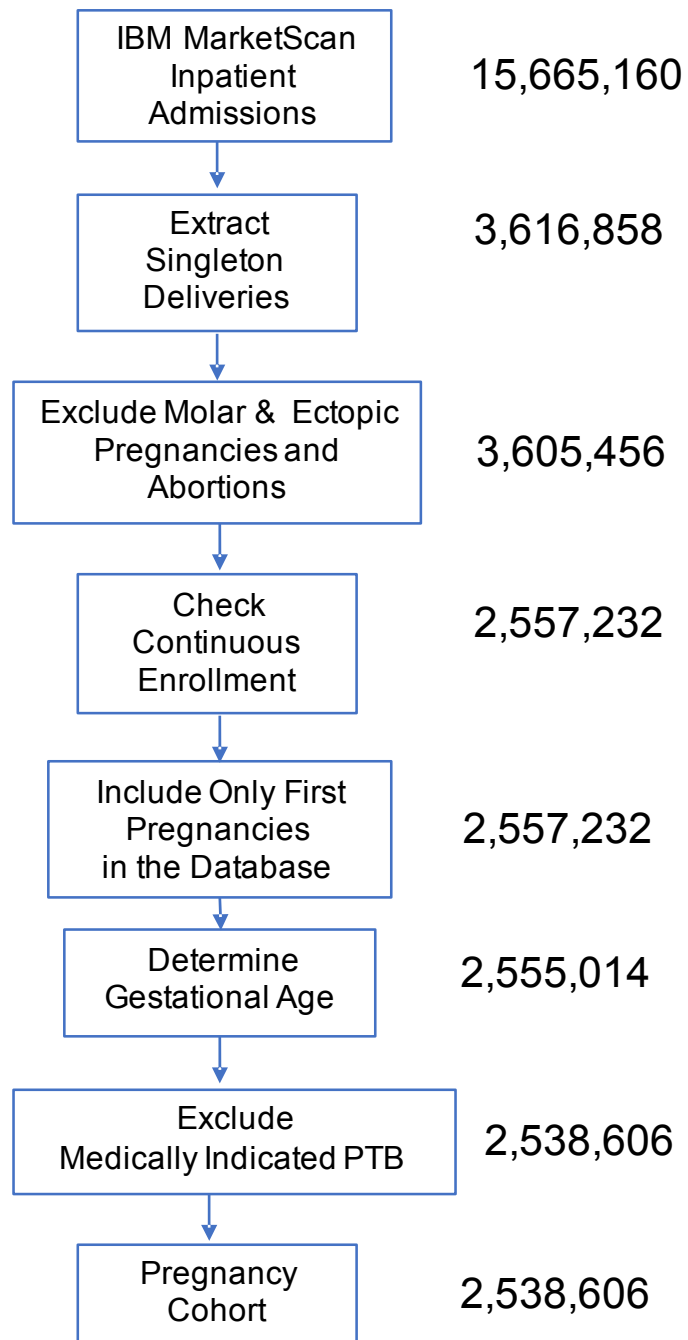 IBM MarketScan
Inpatient
Admissions
15,665,160
Extract
Singleton
Deliveries
3,616,858
Exclude Molar & Ectopic
Pregnancies and
Abortions
3,605,456
Check
Continuous
Enrollment
2,557,232
Include Only First
Pregnancies
in the Database
2,557,232
Determine
Gestational Age
2,555,014
Exclude
Medically Indicated PTB
2,538,606
Pregnancy
Cohort
2,538,606